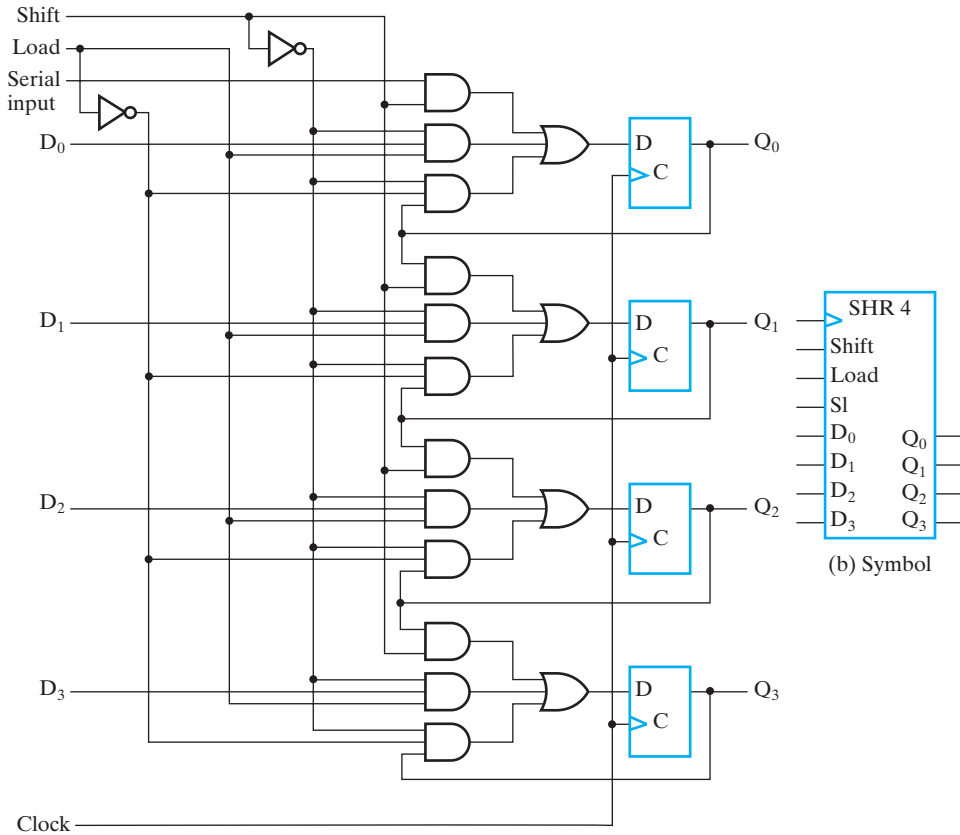 Shift
Load
Serial
input
D0
D C
Q0
D1
D C
Q1
D2
D C
Q2
D3
D C
Q3
Clock
SHR 4
Shift
Load
Sl
D0
D1
D2
D3
Q0
Q1
Q2
Q3
(b) Symbol